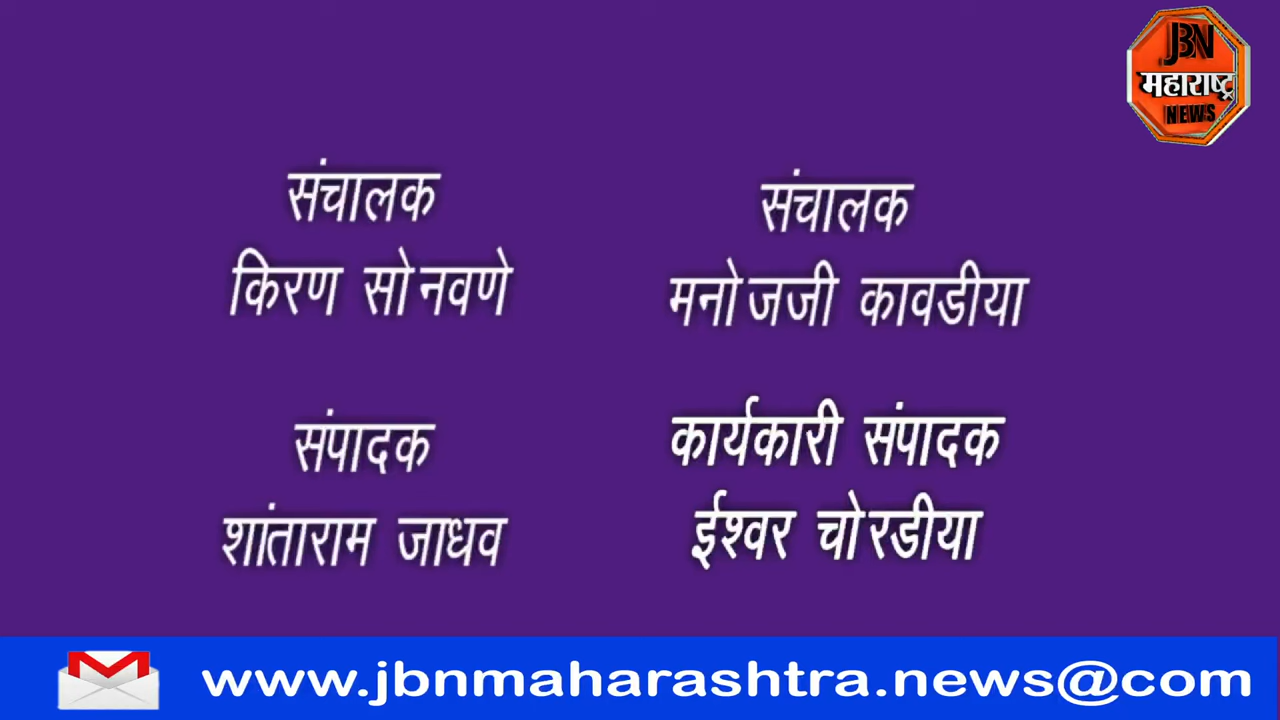 JBN
महाराष्ट्र
NEWS
संचालक
किरण सोनवणे
संचालक
मनोजजी कावडीया
संपादक
शांताराम जाधव
कार्यकारी संपादक
ईश्वर चोरडीया
www.jbnmaharashtra.news@com